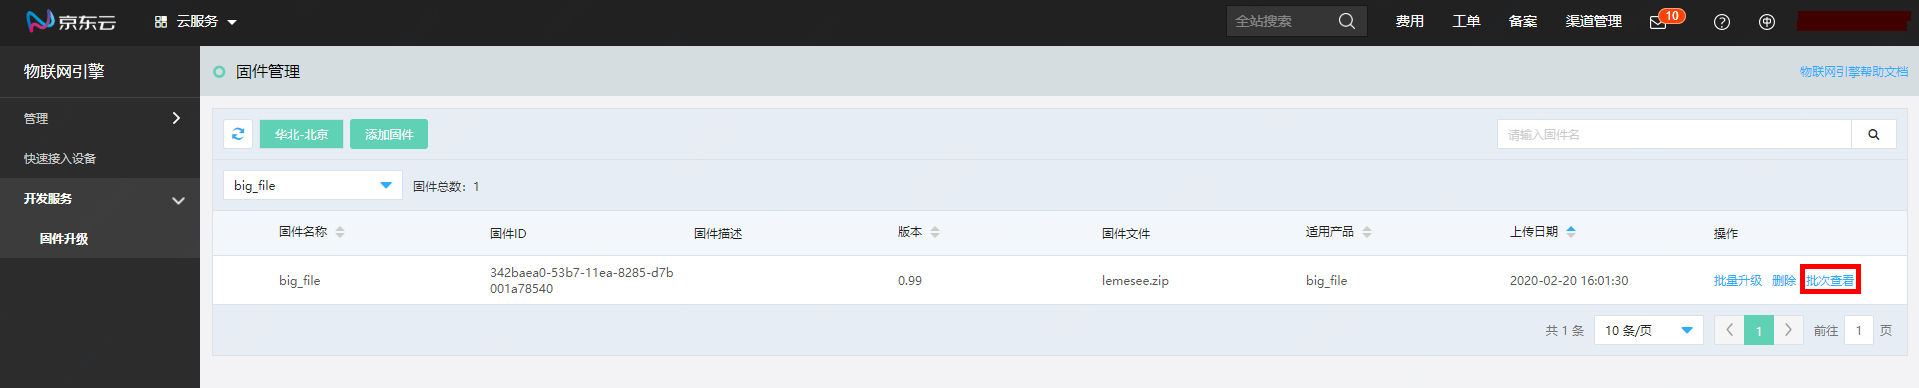 京东云 云服务 全站搜索 费用 工单 备案 渠道管理 10
物联网引擎
管理
快速接入设备
开发服务
固件升级
固件管理 物联网引擎帮助文档
华北-北京 添加固件 请输入固件名
big_file 固件总数：1
固件名称 固件ID 固件描述 版本 固件文件 适用产品 上传日期 操作
big_file 342baea0-53b7-11ea-8285-d7b
001a78540 0.99 lemesee.zip big_file 2020-02-20 16:01:30 批量升级 删除 批次查看
共 1 条 10 条/页 1 前往 1 页